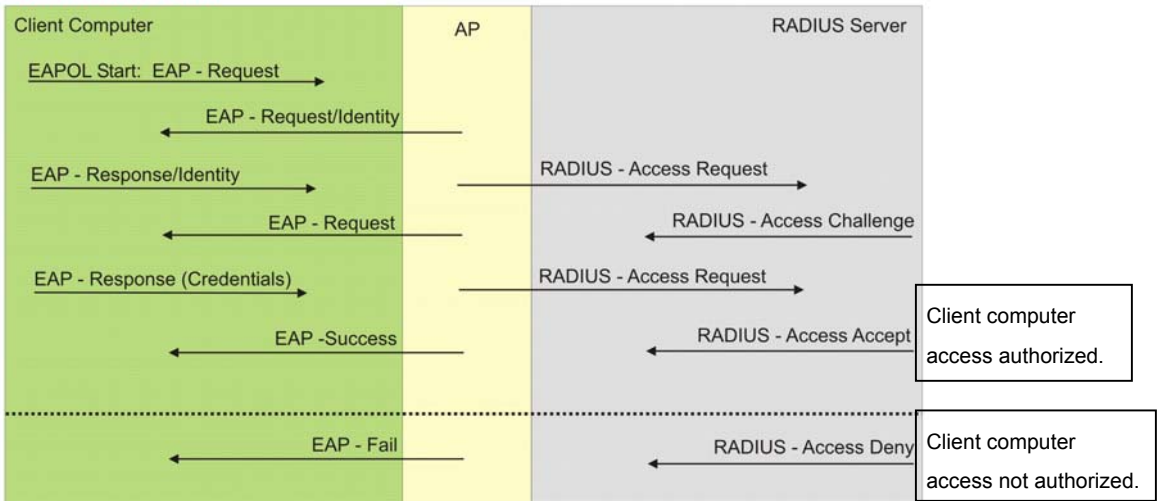 Client Computer
AP
RADIUS Server
EAPOL Start: EAP - Request
EAP - Request/Identity
EAP - Response/Identity
RADIUS - Access Request
EAP - Request
RADIUS - Access Challenge
EAP - Response (Credentials)
RADIUS - Access Request
EAP -Success
RADIUS - Access Accept
Client computer
access authorized.
EAP - Fail
RADIUS - Access Deny
Client computer
access not authorized.